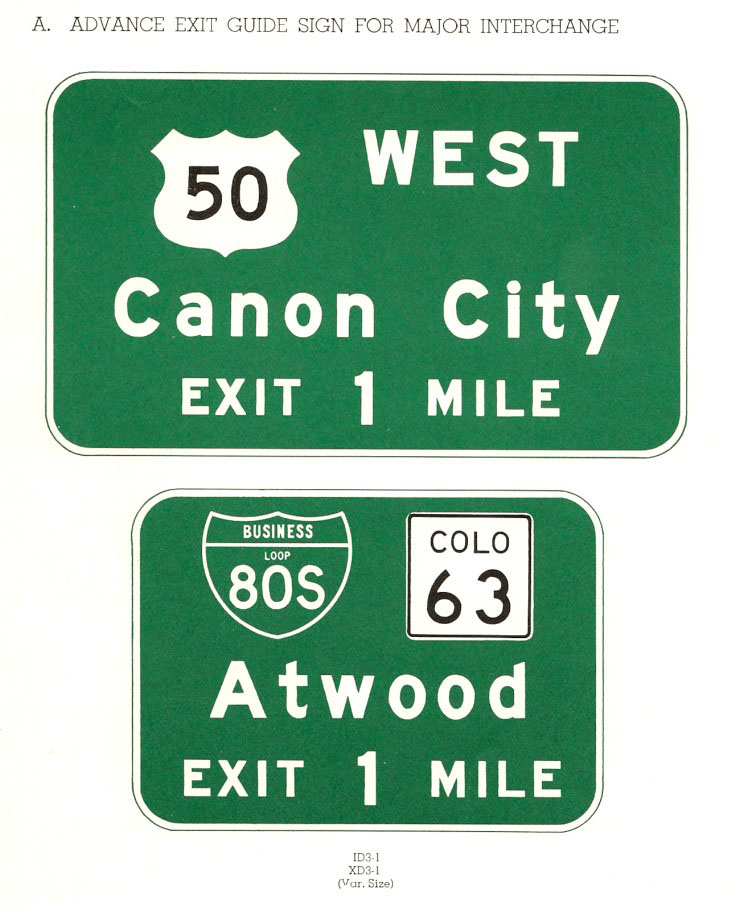 A. ADVANCE EXIT GUIDE SIGN FOR MAJOR INTERCHANGE
50 WEST
Canon City
EXIT 1 MILE
BUSINESS
LOOP
80S
COLO
63
Atwood
EXIT 1 MILE
ID3-1
XD3-1
(Var. Size)